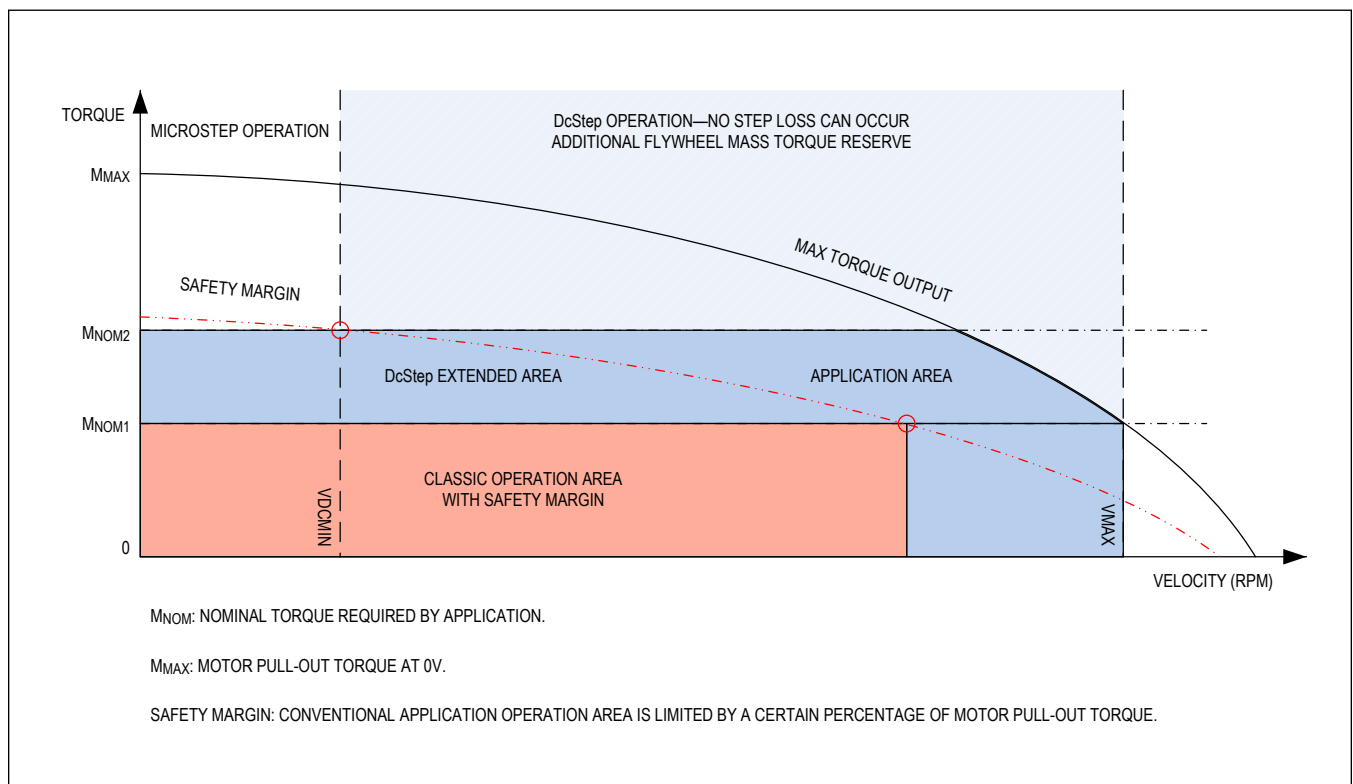 TORQUE
MICROSTEP OPERATION
DcStep OPERATION—NO STEP LOSS CAN OCCUR
ADDITIONAL FLYWHEEL MASS TORQUE RESERVE
MMAX
MAX TORQUE OUTPUT
SAFETY MARGIN
MNOM2
DcStep EXTENDED AREA
APPLICATION AREA
MNOM1
CLASSIC OPERATION AREA
WITH SAFETY MARGIN
VDCMIN
VMAX
0
VELOCITY (RPM)
MNOM: NOMINAL TORQUE REQUIRED BY APPLICATION.
MMAX: MOTOR PULL-OUT TORQUE AT 0V.
SAFETY MARGIN: CONVENTIONAL APPLICATION OPERATION AREA IS LIMITED BY A CERTAIN PERCENTAGE OF MOTOR PULL-OUT TORQUE.